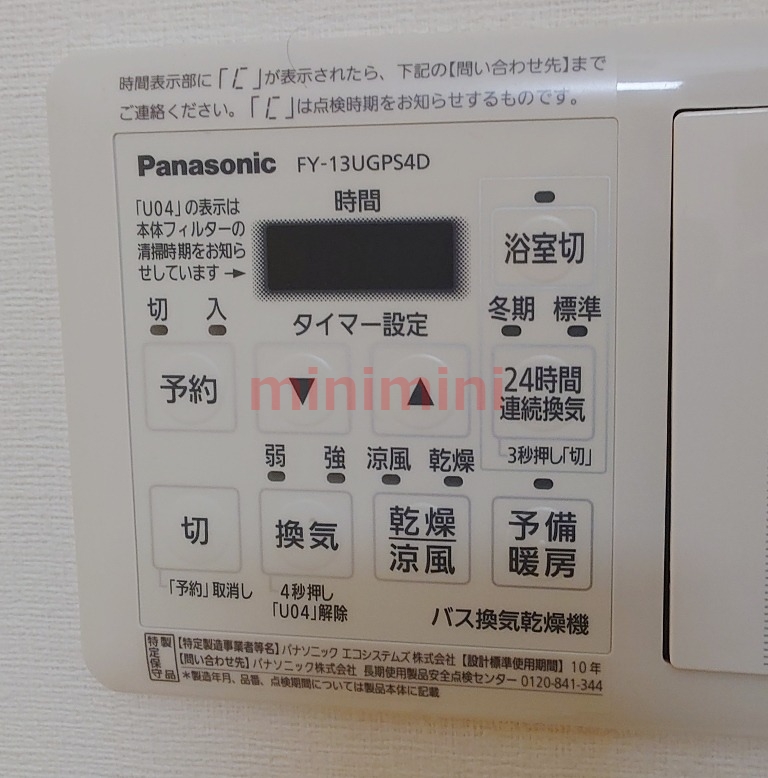 時間表示部に「℃」が表示されたら、下記の【問い合わせ先】まで
ご連絡ください。「℃」は点検時期をお知らせするものです。
Panasonic FY-13UGPS4D
「U04」の表示は
本体フィルターの
清掃時期をお知ら
せしています→
時間
浴室切
切 入
タイマー設定
冬期 標準
予約
▼
▲
24時間
連続換気
minimini
3秒押し「切」
弱 強 涼風 乾燥
切
換気
乾燥
涼風
予備
暖房
「予約」取消し
4秒押し
「U04」解除
バス換気乾燥機
特定保守製品
【特定製造事業者等名】パナソニック エコシステムズ株式会社【設計標準使用期間】10年
【問い合わせ先】パナソニック株式会社 長期使用製品安全点検センター 0120-841-344
*製造年月、品番、点検期間については製品本体に記載